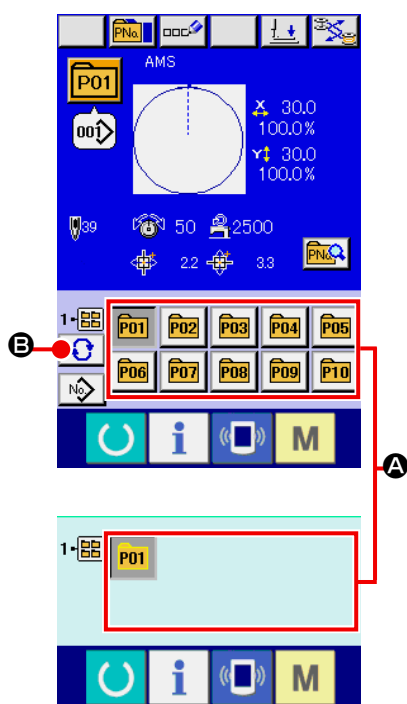 PNo.
AMS
P01
001
X 30.0
100.0%
Y 30.0
100.0%
39 50 2500
2.2 3.3 PNo.
1
P01 P02 P03 P04 P05
B
P06 P07 P08 P09 P10
No.
i M
A
1
P01
i M